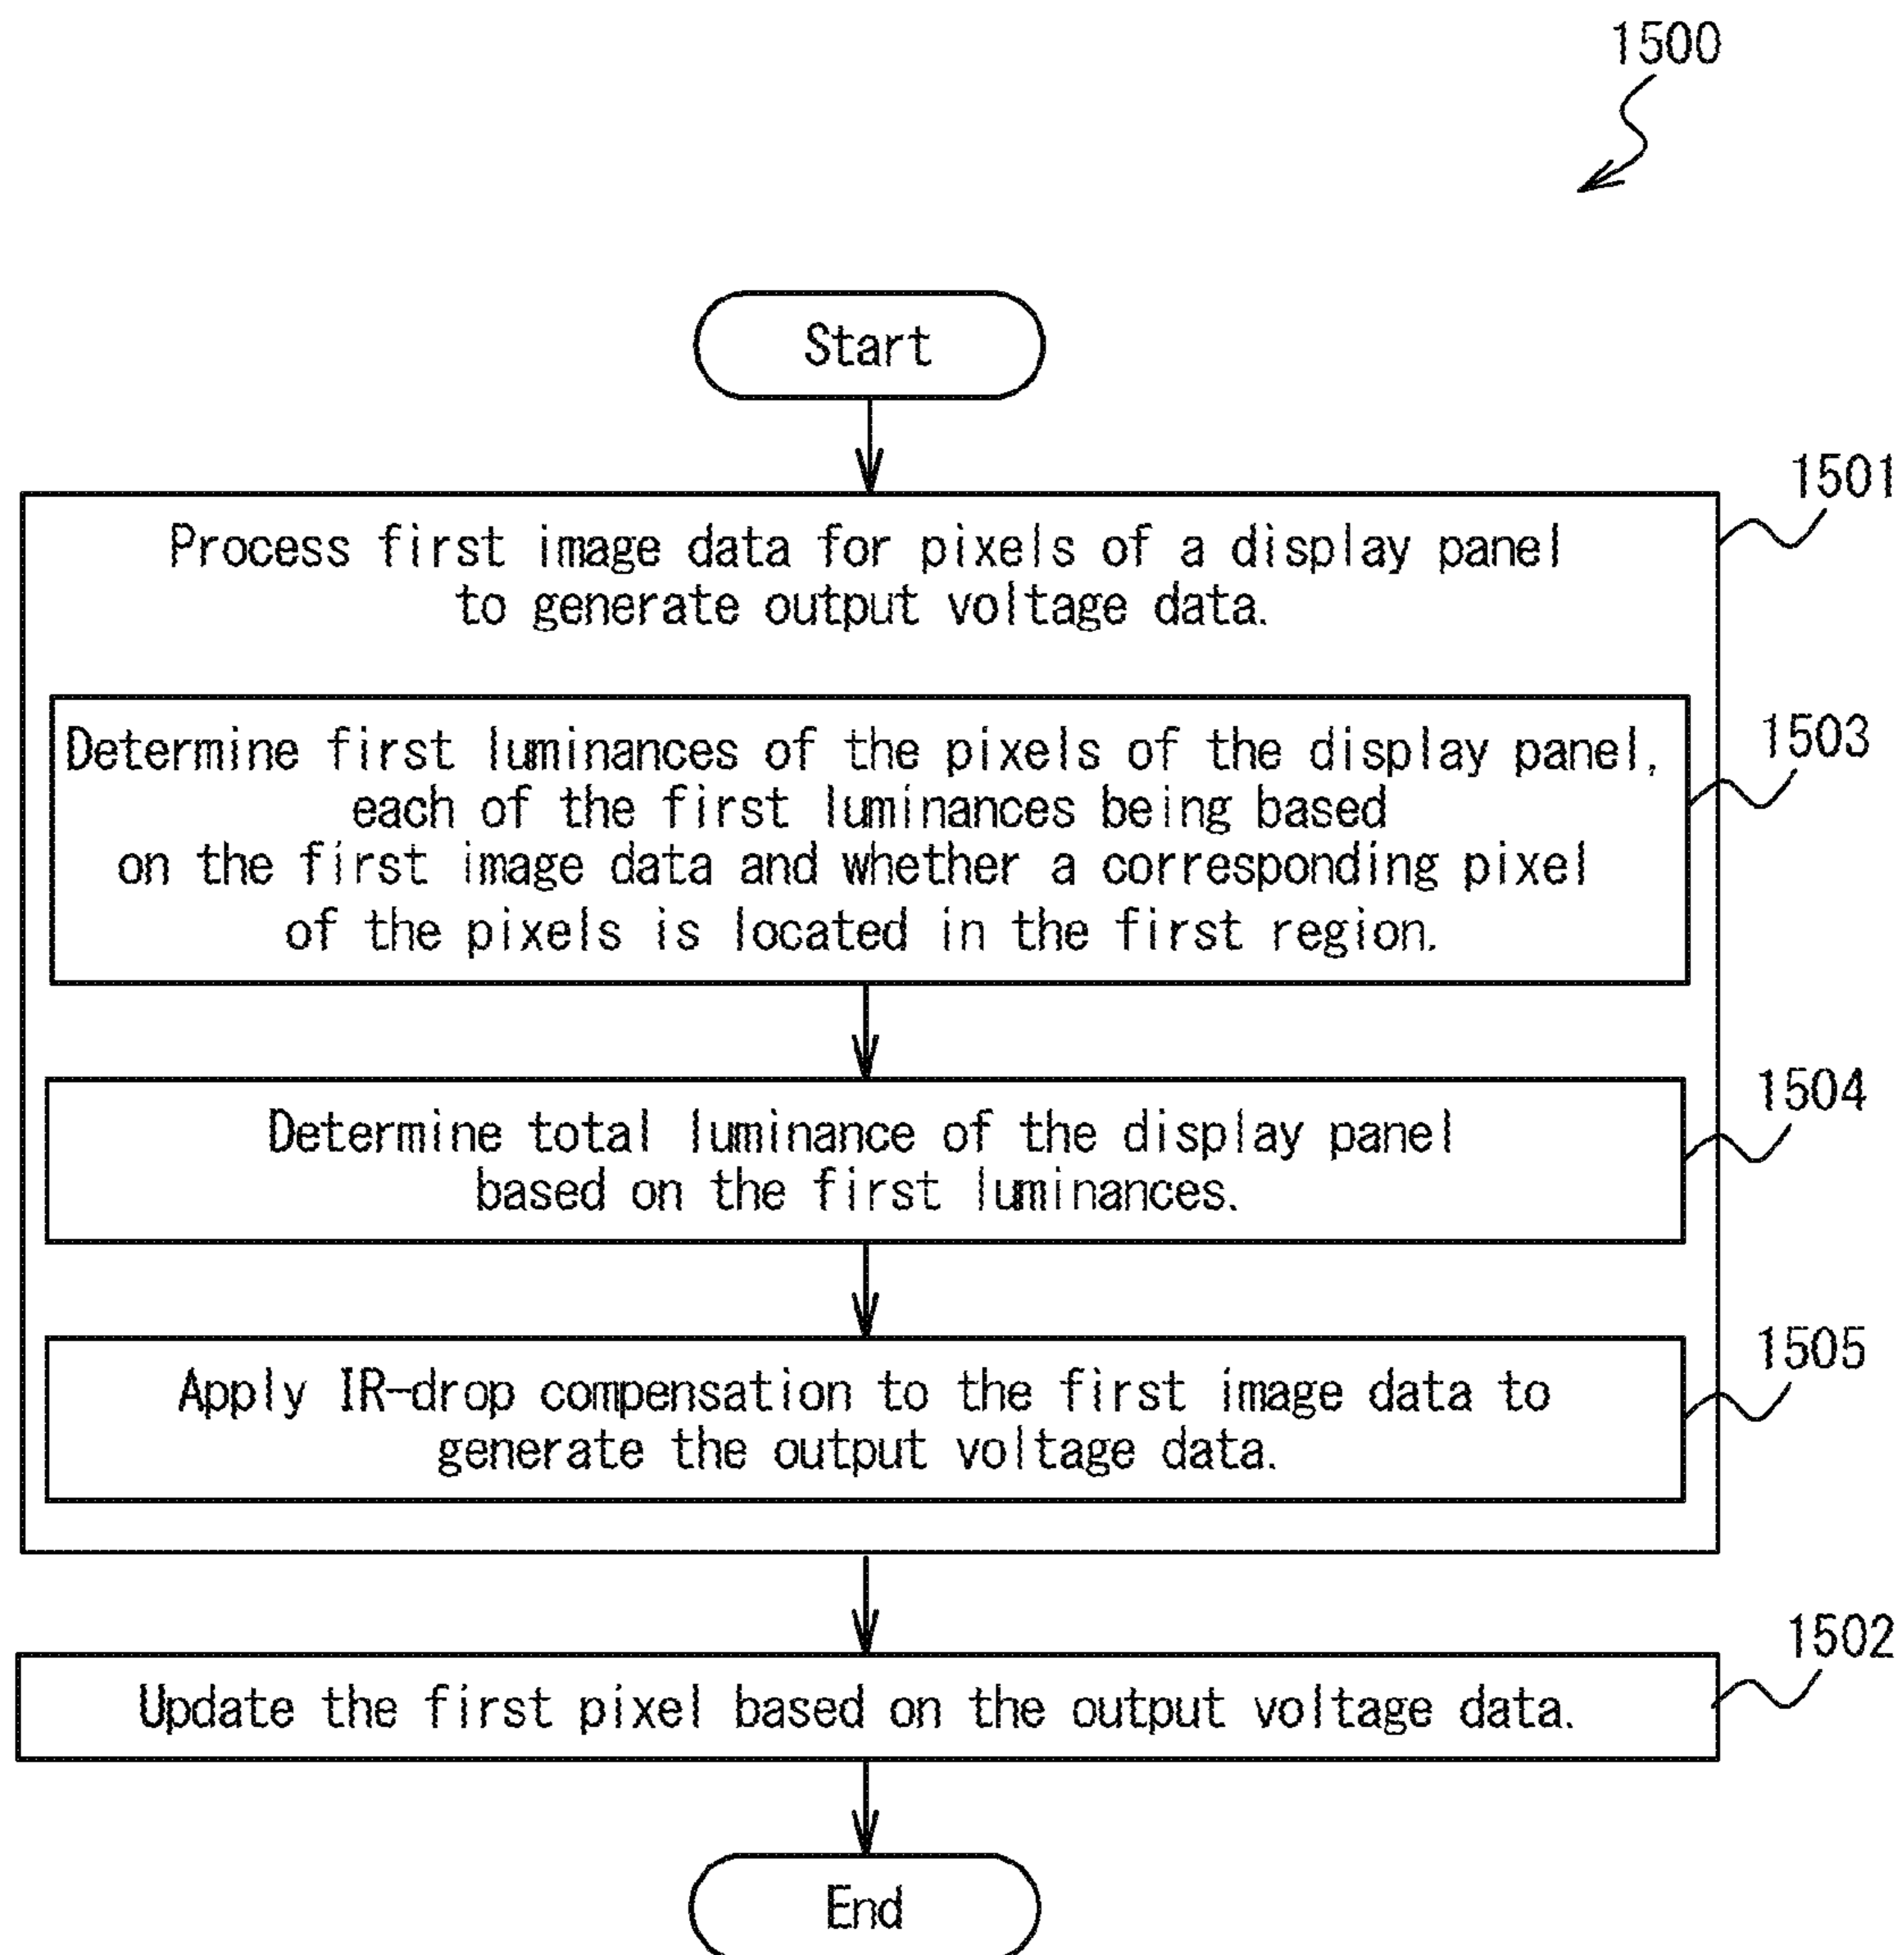 1500
Start
1501
Process first image data for pixels of a display panel
to generate output voltage data.
1503
Determine first luminances of the pixels of the display panel,
each of the first luminances being based
on the first image data and whether a corresponding pixel
of the pixels is located in the first region.
1504
Determine total luminance of the display panel
based on the first luminances.
1505
Apply IR-drop compensation to the first image data to
generate the output voltage data.
1502
Update the first pixel based on the output voltage data.
End